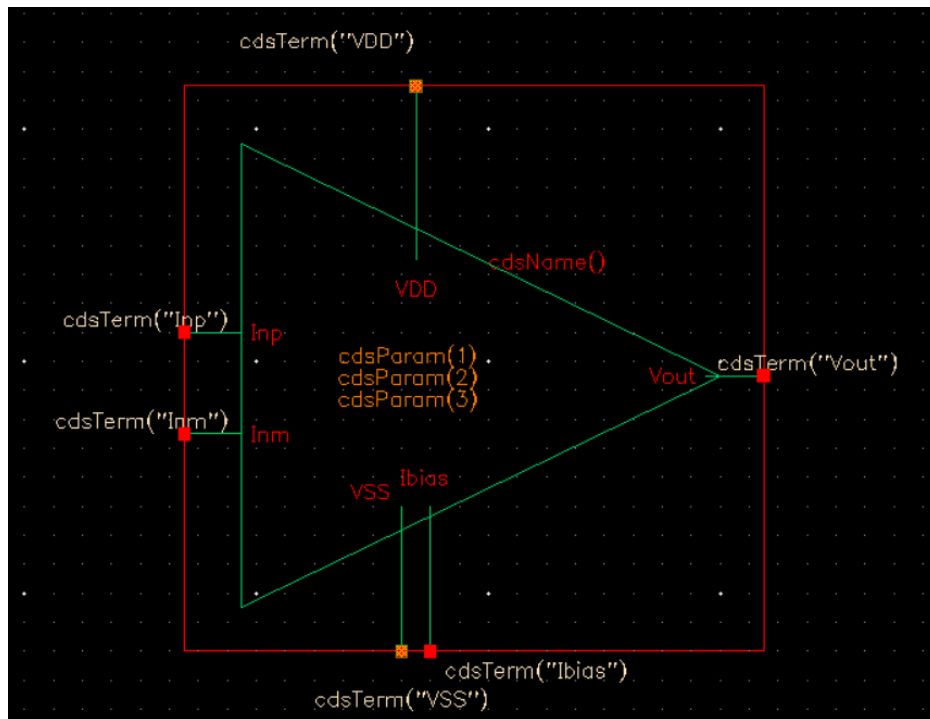 cdsTerm("VDD")
cdsName()
VDD
cdsTerm("Inp")
Inp
cdsParam(1)
cdsParam(2)
cdsParam(3)
Vout
cdsTerm("Vout")
cdsTerm("Inm")
Inm
VSS
Ibias
cdsTerm("Ibias")
cdsTerm("VSS")